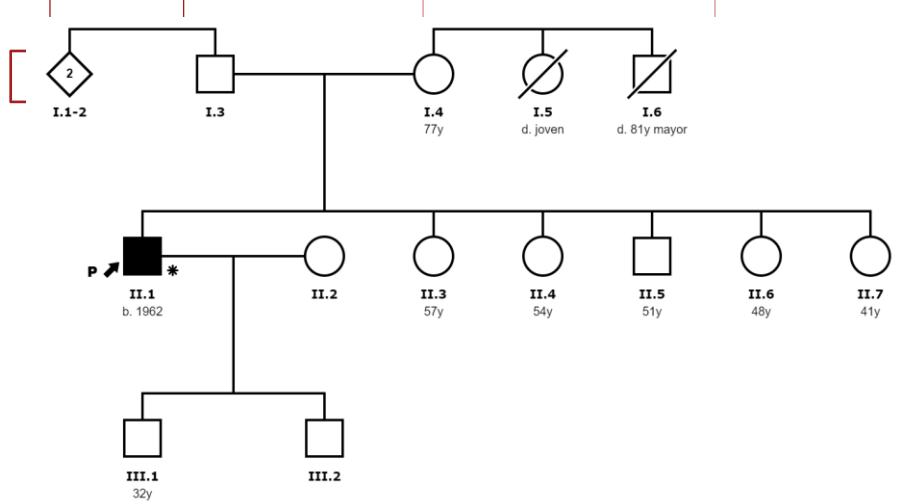 2
I.1-2
I.3
I.4
77y
I.5
d. joven
I.6
d. 81y mayor
P
*
II.1
b. 1962
II.2
II.3
57y
II.4
54y
II.5
51y
II.6
48y
II.7
41y
III.1
32y
III.2